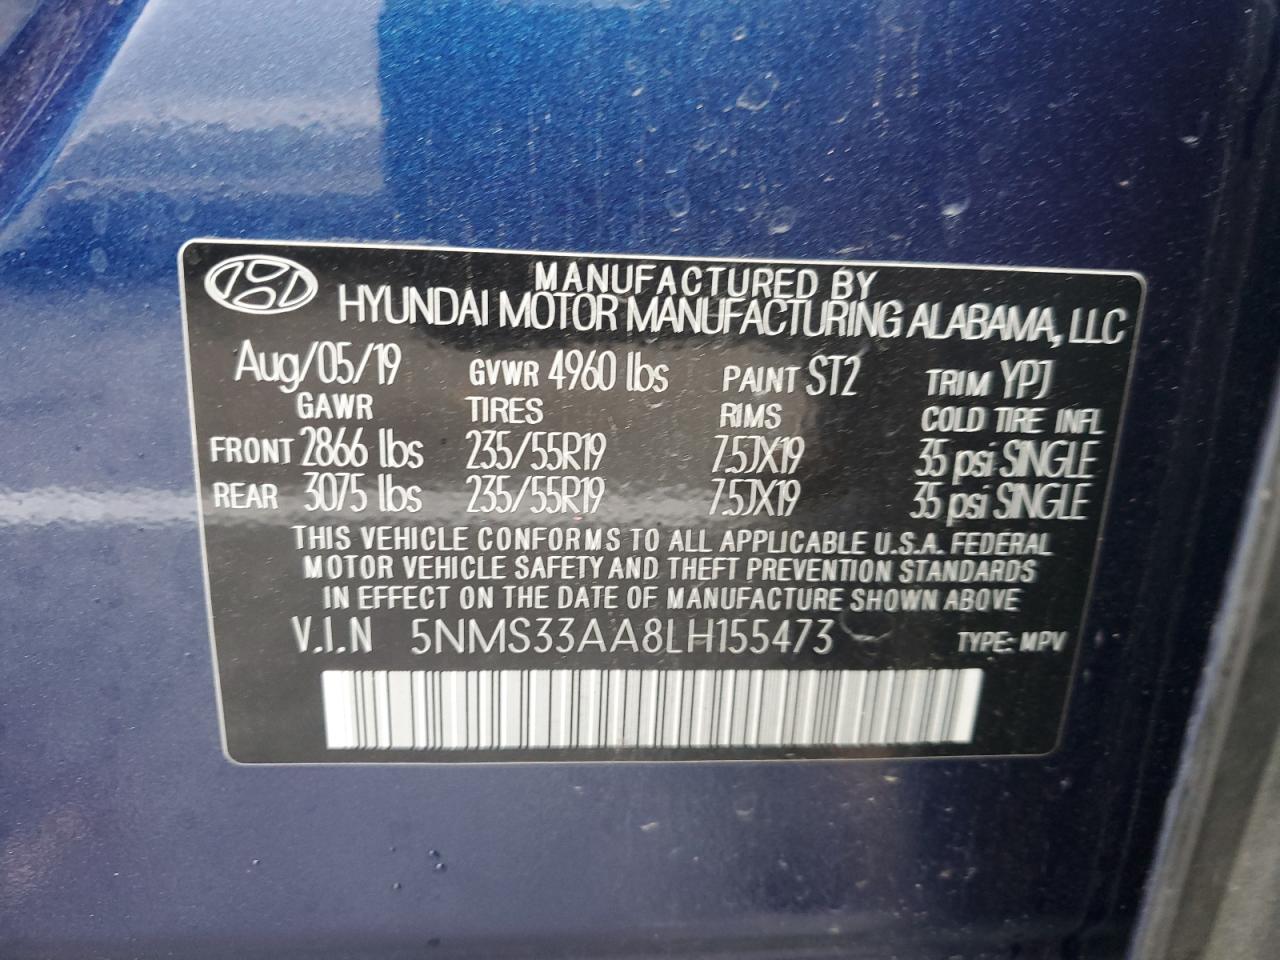 MANUFACTURED BY
HYUNDAI MOTOR MANUFACTURING ALABAMA, LLC
Aug/05/19 GVWR 4960 lbs PAINT ST2 TRIM YPJ
GAWR TIRES RIMS COLD TIRE INFL
FRONT 2866 lbs 235/55R19 7.5JX19 35 psi SINGLE
REAR 3075 lbs 235/55R19 7.5JX19 35 psi SINGLE
THIS VEHICLE CONFORMS TO ALL APPLICABLE U.S.A. FEDERAL
MOTOR VEHICLE SAFETY AND THEFT PREVENTION STANDARDS
IN EFFECT ON THE DATE OF MANUFACTURE SHOWN ABOVE
V.I.N 5NMS33AA8LH155473 TYPE: MPV